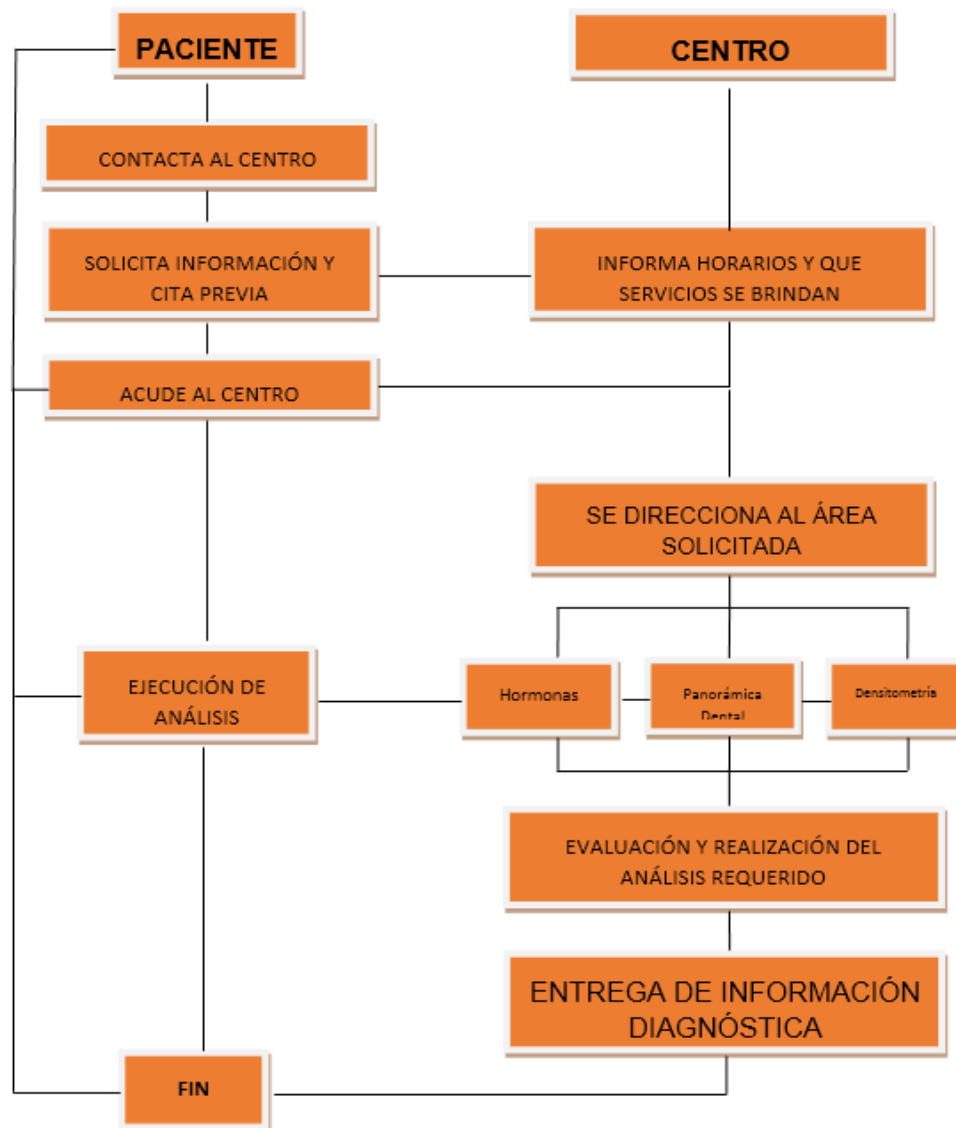 PACIENTE
CENTRO
CONTACTA AL CENTRO
SOLICITA INFORMACIÓN Y
CITA PREVIA
INFORMA HORARIOS Y QUE
SERVICIOS SE BRINDAN
ACUDE AL CENTRO
SE DIRECCIONA AL ÁREA
SOLICITADA
EJECUCIÓN DE
ANÁLISIS
Hormonas
Panorámica
Dental
Densitometría
EVALUACIÓN Y REALIZACIÓN DEL
ANÁLISIS REQUERIDO
ENTREGA DE INFORMACIÓN
DIAGNÓSTICA
FIN